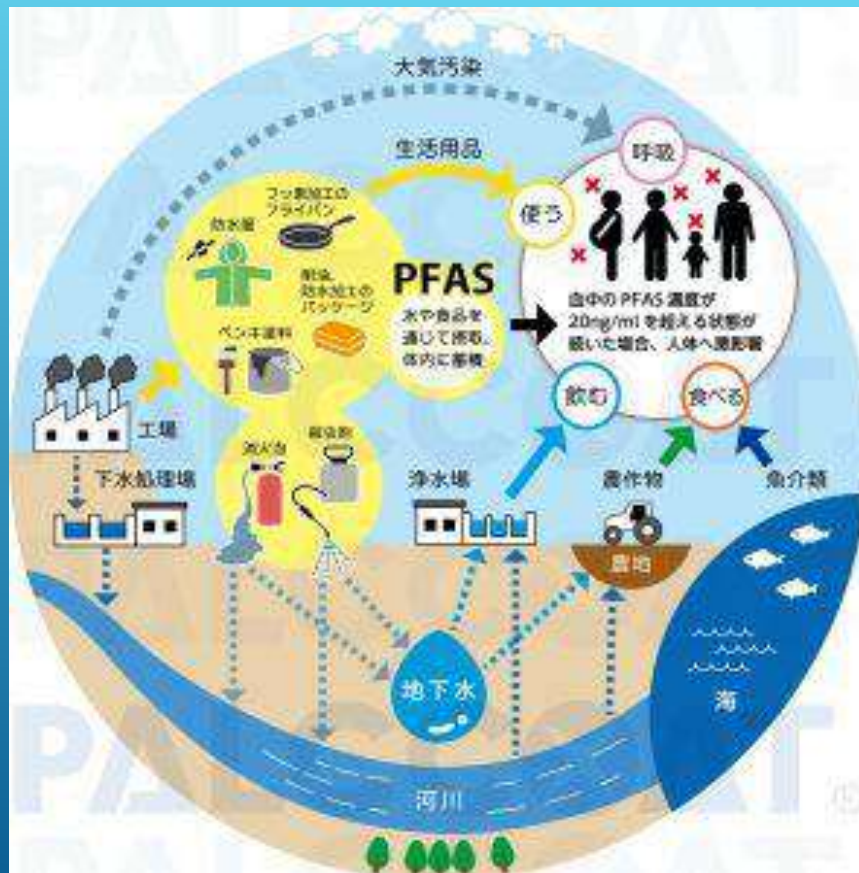 大気汚染
生活用品
呼吸
使う
フッ素加工の
フライパン
防水服
耐油、
防水加工の
パッケージ
ペンキ塗料
PFAS
水や食品を
通じて摂取。
体内に蓄積
血中の PFAS 濃度が
20ng/ml を超える状態が
続いた場合、人体へ悪影響
飲む
食べる
工場
下水処理場
消火泡
殺虫剤
浄水場
農作物
魚介類
農地
地下水
海
河川
PALCCOAT